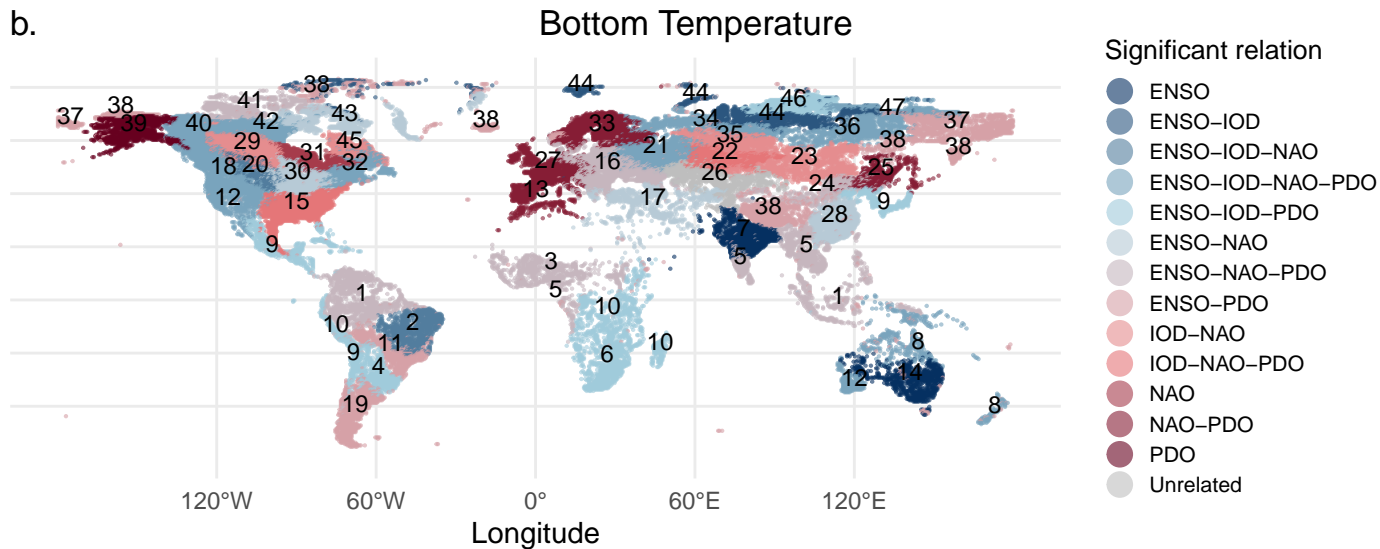 b.
Bottom Temperature
Significant relation
ENSO
ENSO–IOD
ENSO–IOD–NAO
ENSO–IOD–NAO–PDO
ENSO–IOD–PDO
ENSO–NAO
ENSO–NAO–PDO
ENSO–PDO
IOD–NAO
IOD–NAO–PDO
NAO
NAO–PDO
PDO
Unrelated
38 44 44 46
37 38 41 43 38 47
39 40 42 33 34 44 36 37
29 45 35 38 38
18 20 31 32 27 16 21 22 23 25
30 26 24
12 15 13 17 38 9
28
9 7 5
3 5
1 5 1
10 2 10
11 10 8
9 4 6
12 14
19 8
120°W 60°W 0° 60°E 120°E
Longitude